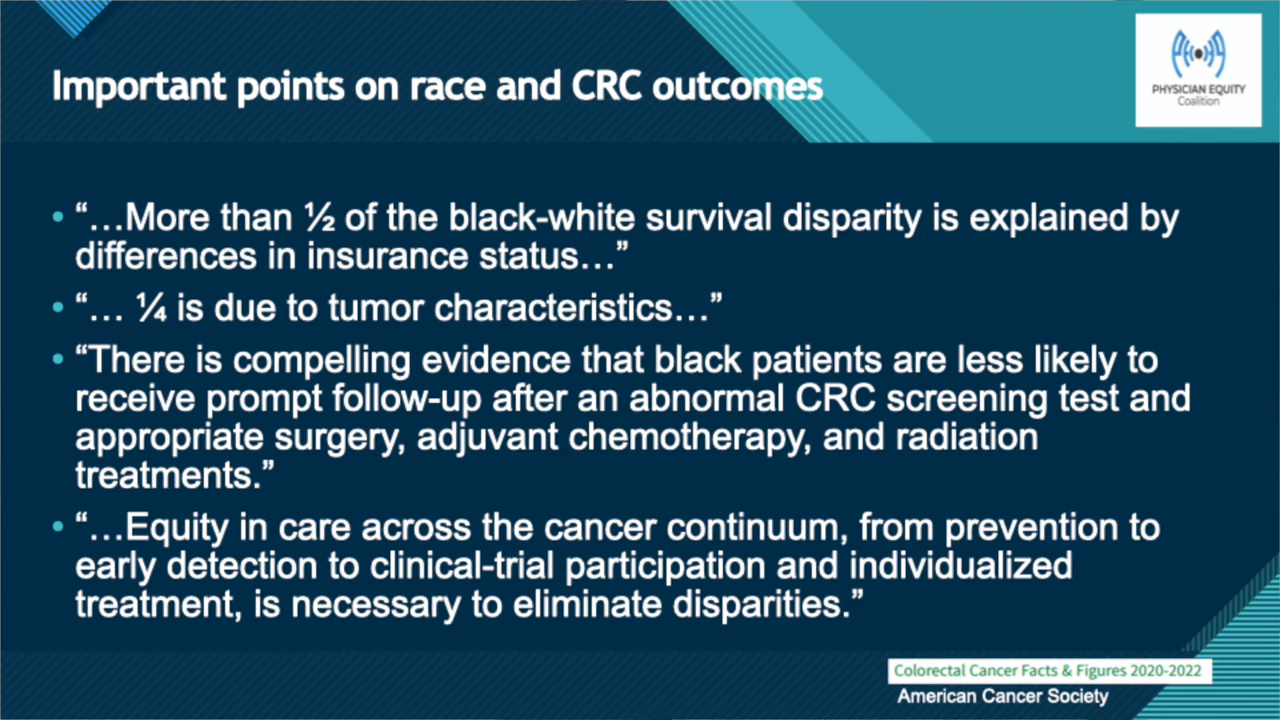 Important points on race and CRC outcomes
PHYSICIAN EQUITY
Coalition
• “…More than ½ of the black-white survival disparity is explained by
differences in insurance status…”
• “… ¼ is due to tumor characteristics…”
• “There is compelling evidence that black patients are less likely to
receive prompt follow-up after an abnormal CRC screening test and
appropriate surgery, adjuvant chemotherapy, and radiation
treatments.”
• “…Equity in care across the cancer continuum, from prevention to
early detection to clinical-trial participation and individualized
treatment, is necessary to eliminate disparities.”
Colorectal Cancer Facts & Figures 2020-2022
American Cancer Society